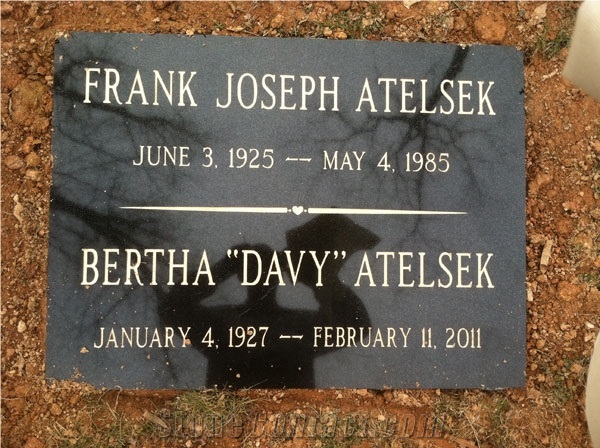 FRANK JOSEPH ATELSEK
JUNE 3, 1925 -- MAY 4, 1985
BERTHA "DAVY" ATELSEK
JANUARY 4, 1927 -- FEBRUARY 11, 2011